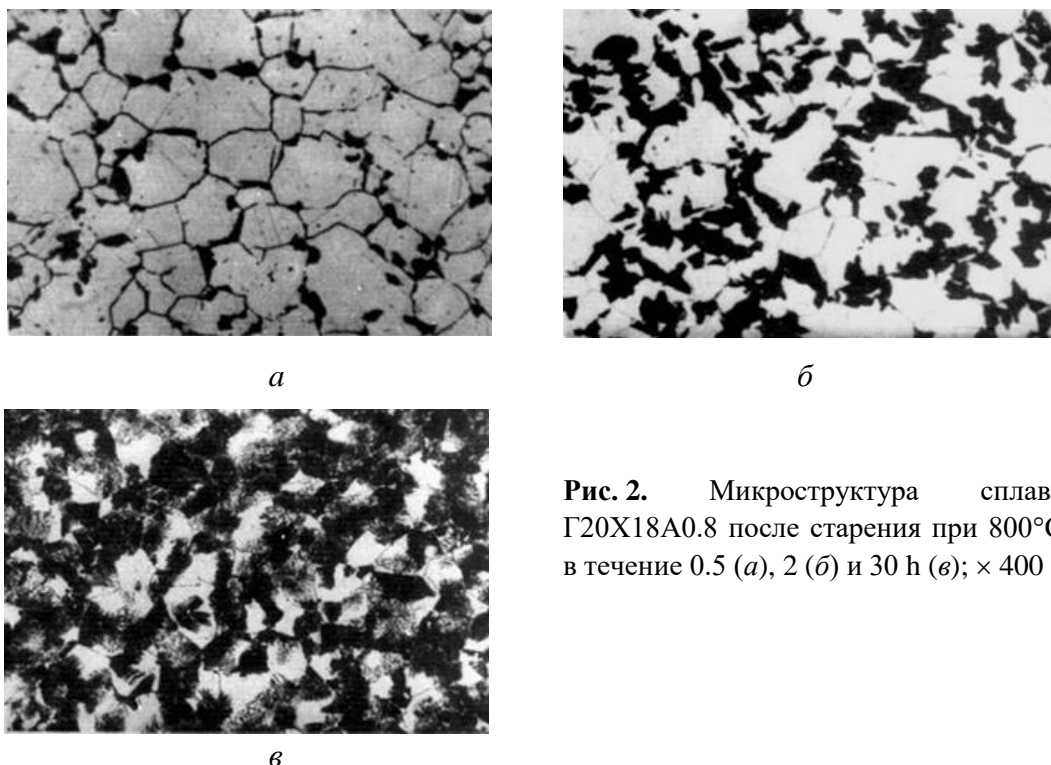 а
б
Рис. 2. Микроструктура сплав
Г20Х18А0.8 после старения при 800°С
в течение 0.5 (а), 2 (б) и 30 h (в); × 400
в